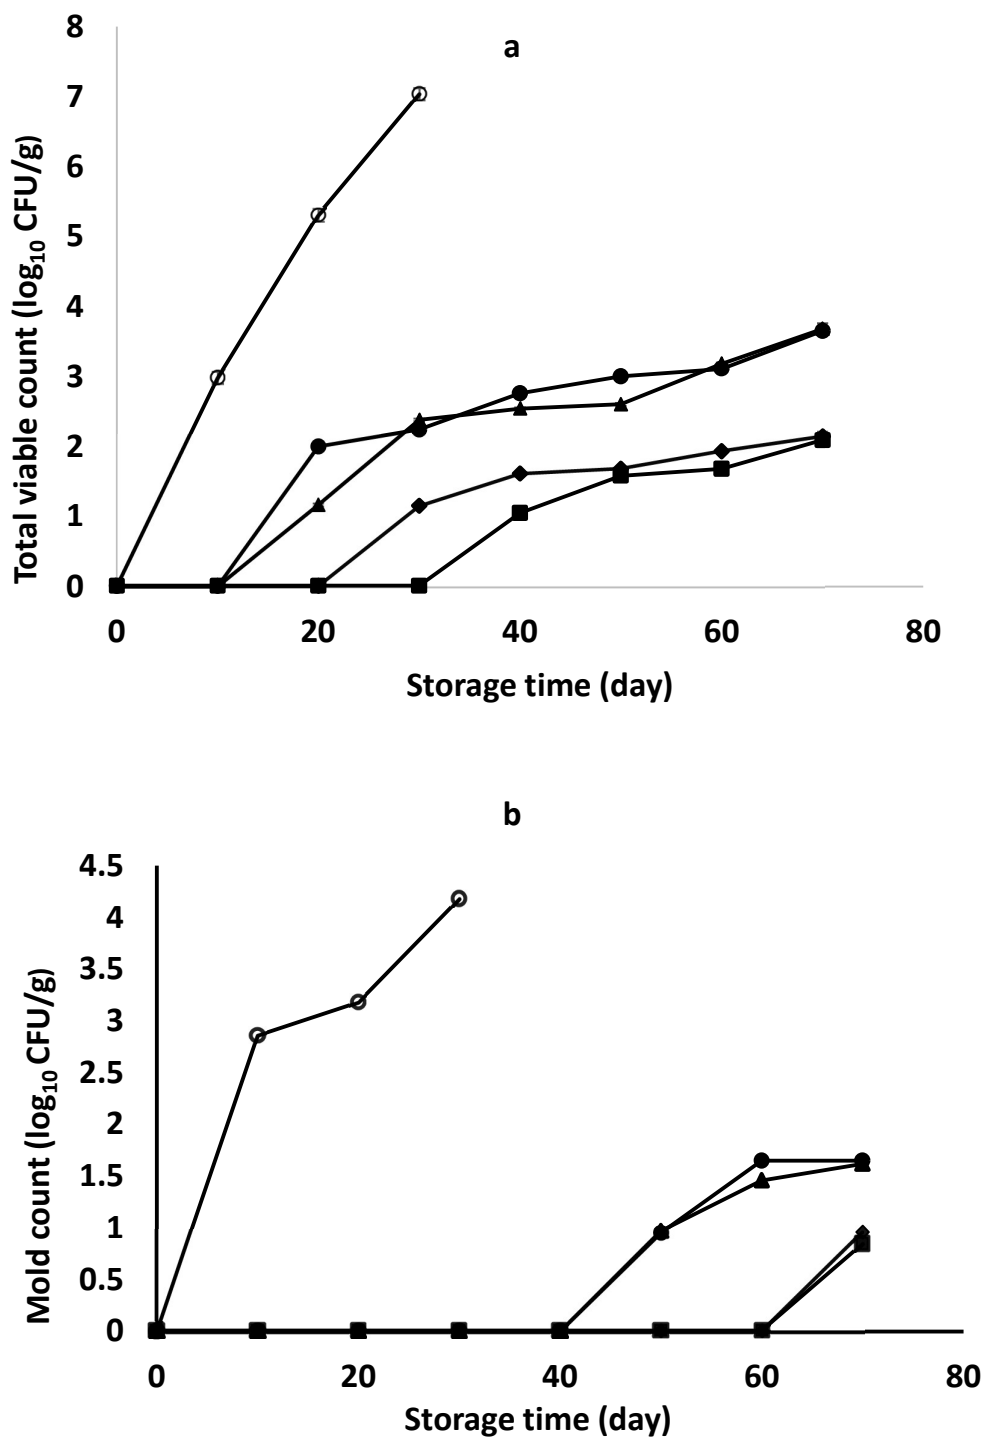 a
8
7
6
5
4
3
2
1
0
Total viable count (log₁₀ CFU/g)
0 20 40 60 80
Storage time (day)
b
4.5
4
3.5
3
2.5
2
1.5
1
0.5
0
Mold count (log₁₀ CFU/g)
0 20 40 60 80
Storage time (day)